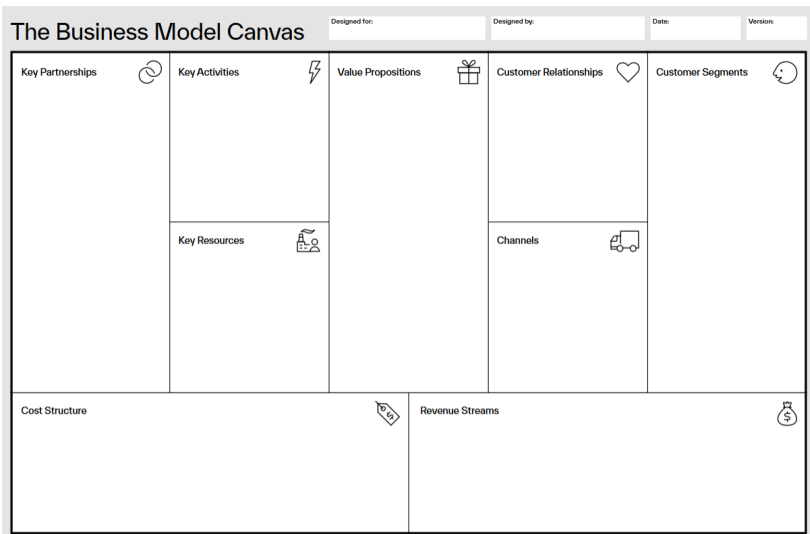 The Business Model Canvas
Designed for:
Designed by:
Date:
Version:
Key Partnerships
Key Activities
Value Propositions
Customer Relationships
Customer Segments
Key Resources
Channels
Cost Structure
Revenue Streams
$